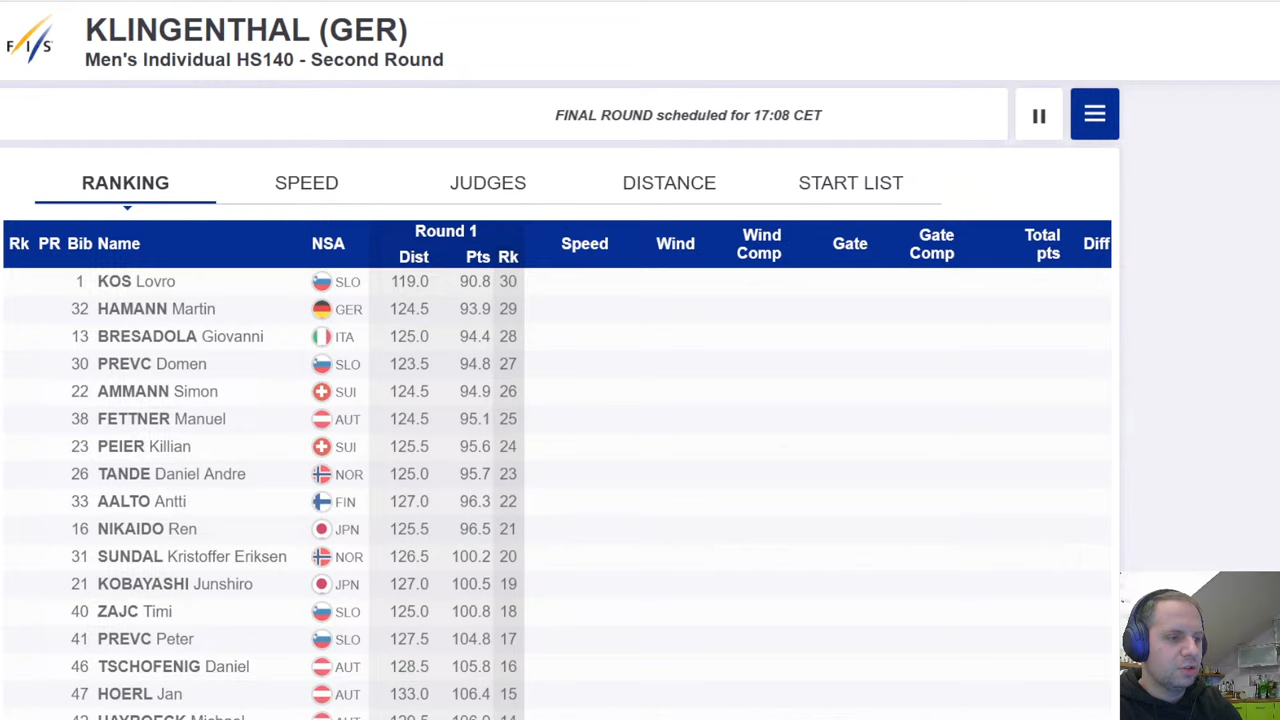 FIS
KLINGENTHAL (GER)
Men's Individual HS140 - Second Round
FINAL ROUND scheduled for 17:08 CET
RANKING SPEED JUDGES DISTANCE START LIST
Rk PR Bib Name NSA Round 1 Dist Pts Rk Speed Wind Wind Comp Gate Gate Comp Total pts Diff
1 KOS Lovro SLO 119.0 90.8 30
32 HAMANN Martin GER 124.5 93.9 29
13 BRESADOLA Giovanni ITA 125.0 94.4 28
30 PREVC Domen SLO 123.5 94.8 27
22 AMMANN Simon SUI 124.5 94.9 26
38 FETTNER Manuel AUT 124.5 95.1 25
23 PEIER Killian SUI 125.5 95.6 24
26 TANDE Daniel Andre NOR 125.0 95.7 23
33 AALTO Antti FIN 127.0 96.3 22
16 NIKAIDO Ren JPN 125.5 96.5 21
31 SUNDAL Kristoffer Eriksen NOR 126.5 100.2 20
21 KOBAYASHI Junshiro JPN 127.0 100.5 19
40 ZAJC Timi SLO 125.0 100.8 18
41 PREVC Peter SLO 127.5 104.8 17
46 TSCHOFENIG Daniel AUT 128.5 105.8 16
47 HOERL Jan AUT 133.0 106.4 15